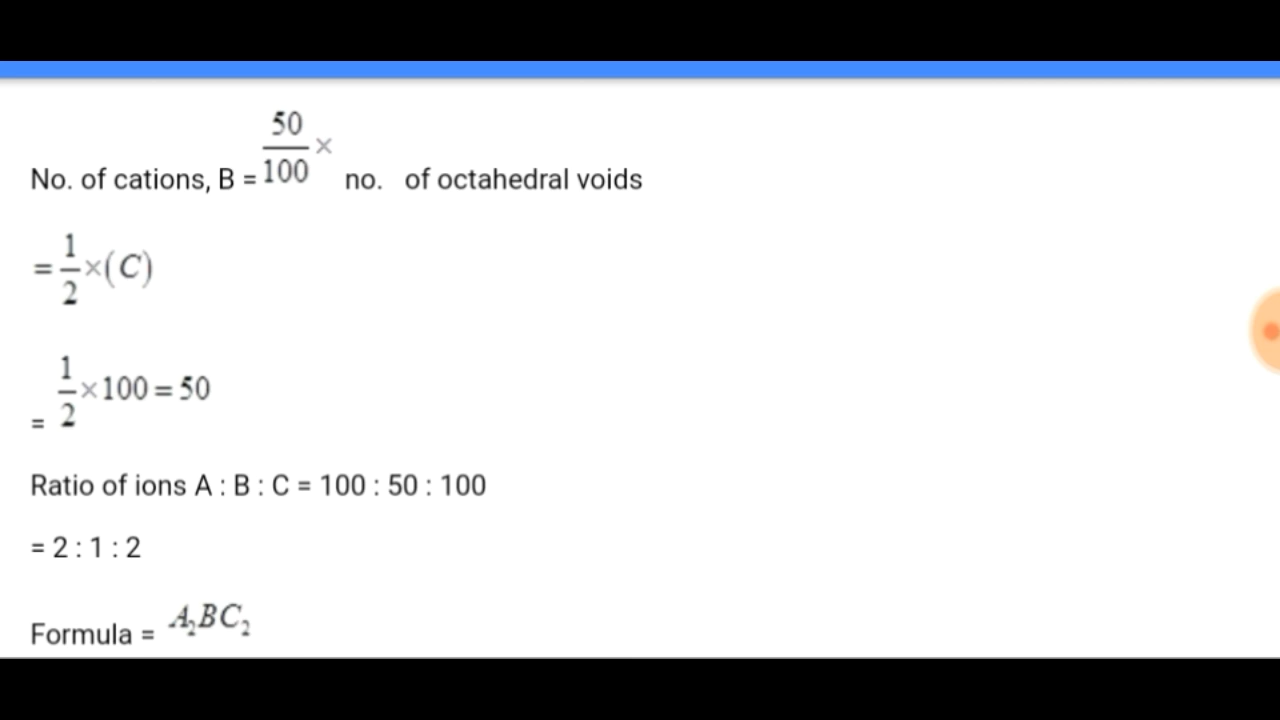 No. of cations, B = 50/100 × no. of octahedral voids
= 1/2 × (C)
= 1/2 × 100 = 50
Ratio of ions A : B : C = 100 : 50 : 100
= 2 : 1 : 2
Formula = A₂BC₂